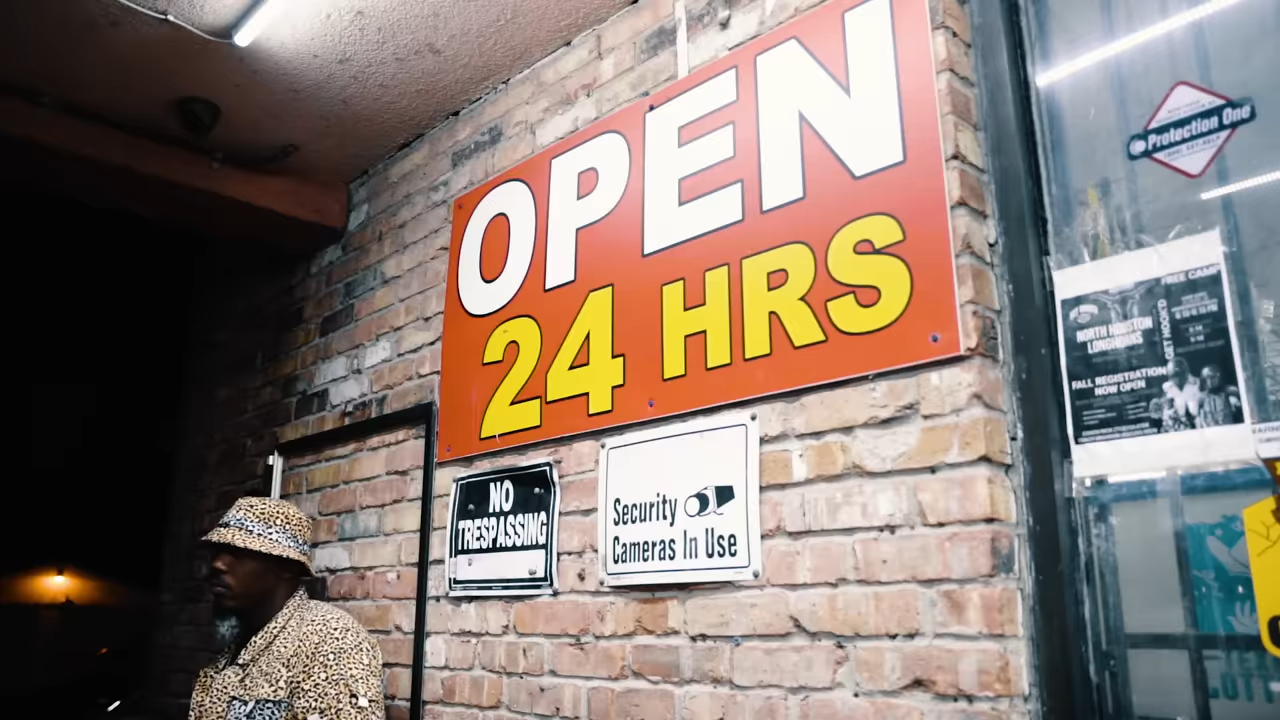 OPEN
24 HRS
NO
TRESPASSING
Security
Cameras In Use
Protection One
FREE CAMP
NORTH HOUSTON
LONGHORNS
GET HOOK'D
FALL REGISTRATION
NOW OPEN